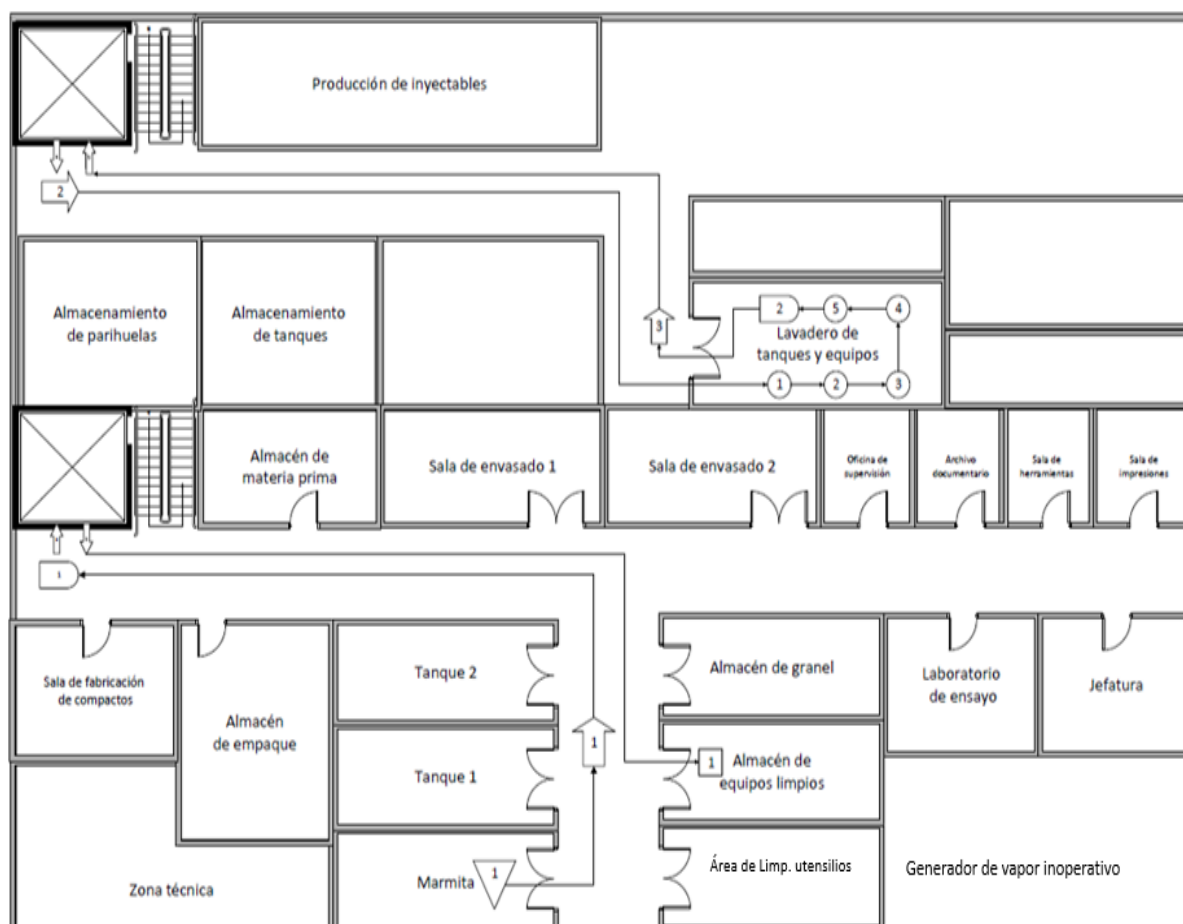 Producción de inyectables
2
Almacenamiento
de parihuelas
Almacenamiento
de tanques
3
2
5
4
Lavadero de
tanques y equipos
1
2
3
Almacén de
materia prima
Sala de envasado 1
Sala de envasado 2
Oficina de
supervisión
Archivo
documentario
Sala de
herramientas
Sala de
impresiones
1
Sala de fabricación
de compactos
Almacén
de empaque
Tanque 2
Almacén de granel
Laboratorio
de ensayo
Jefatura
1
Tanque 1
1
Almacén de
equipos limpios
Zona técnica
Marmita
1
Área de Limp. utensilios
Generador de vapor inoperativo